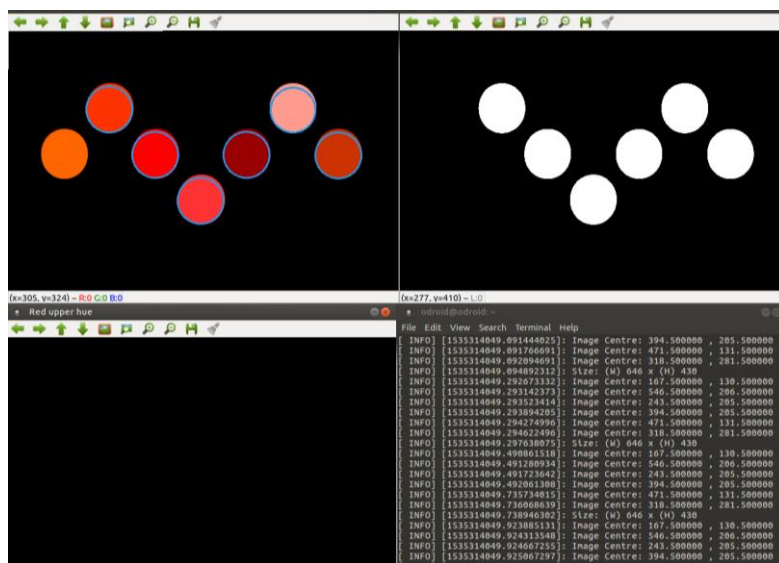 (x=305, y=324) ~ R:0 G:0 B:0
(x=277, y=410) ~ L:0
Red upper hue
odroid@odroid: ~
File Edit View Search Terminal Help
[ INFO] [1535314049.091444025]: Image Centre: 394.500000 , 205.500000
[ INFO] [1535314049.091766691]: Image Centre: 471.500000 , 131.500000
[ INFO] [1535314049.092094691]: Image Centre: 318.500000 , 281.500000
[ INFO] [1535314049.094892312]: Size: (W) 646 x (H) 430
[ INFO] [1535314049.292673332]: Image Centre: 167.500000 , 130.500000
[ INFO] [1535314049.293142373]: Image Centre: 546.500000 , 206.500000
[ INFO] [1535314049.293523414]: Image Centre: 243.500000 , 205.500000
[ INFO] [1535314049.293894205]: Image Centre: 394.500000 , 205.500000
[ INFO] [1535314049.294274996]: Image Centre: 471.500000 , 131.500000
[ INFO] [1535314049.294622496]: Image Centre: 318.500000 , 281.500000
[ INFO] [1535314049.297638075]: Size: (W) 646 x (H) 430
[ INFO] [1535314049.490861518]: Image Centre: 167.500000 , 130.500000
[ INFO] [1535314049.491280934]: Image Centre: 546.500000 , 206.500000
[ INFO] [1535314049.491723642]: Image Centre: 243.500000 , 205.500000
[ INFO] [1535314049.492061308]: Image Centre: 394.500000 , 205.500000
[ INFO] [1535314049.735734015]: Image Centre: 471.500000 , 131.500000
[ INFO] [1535314049.736068639]: Image Centre: 318.500000 , 281.500000
[ INFO] [1535314049.738946302]: Size: (W) 646 x (H) 430
[ INFO] [1535314049.923885131]: Image Centre: 167.500000 , 130.500000
[ INFO] [1535314049.924313548]: Image Centre: 546.500000 , 206.500000
[ INFO] [1535314049.924667255]: Image Centre: 243.500000 , 205.500000
[ INFO] [1535314049.925067297]: Image Centre: 394.500000 , 205.500000